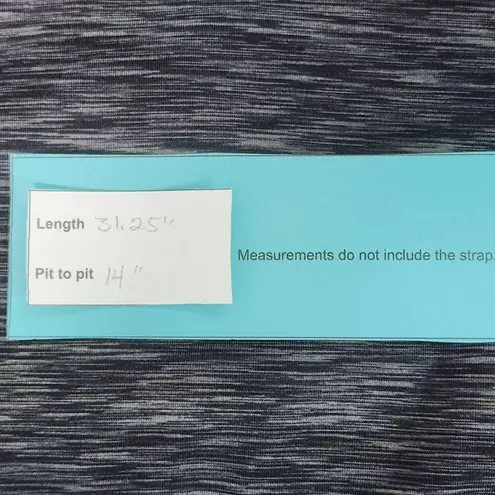 Length 31.25"
Pit to pit 14"
Measurements do not include the strap.